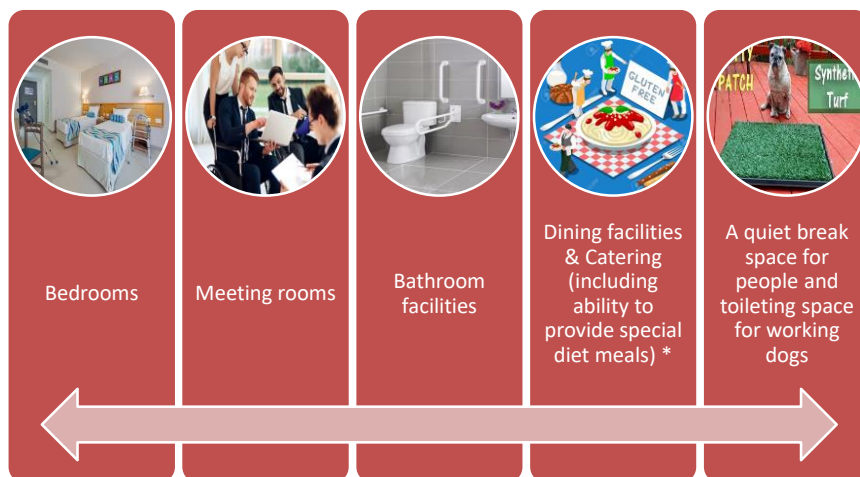 GLUTEN
FREE
PATCH
Synthetic
Turf
Bedrooms
Meeting rooms
Bathroom
facilities
Dining facilities
& Catering
(including
ability to
provide special
diet meals) *
A quiet break
space for
people and
toileting space
for working
dogs